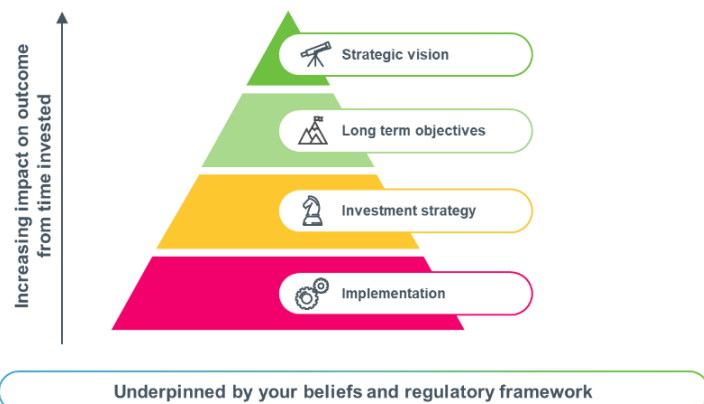 Increasing impact on outcome
from time invested
Strategic vision
Long term objectives
Investment strategy
Implementation
Underpinned by your beliefs and regulatory framework